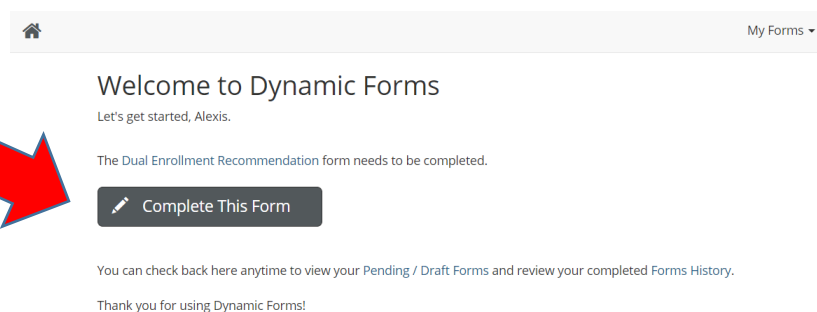 My Forms
Welcome to Dynamic Forms
Let's get started, Alexis.
The Dual Enrollment Recommendation form needs to be completed.
Complete This Form
You can check back here anytime to view your Pending / Draft Forms and review your completed Forms History.
Thank you for using Dynamic Forms!